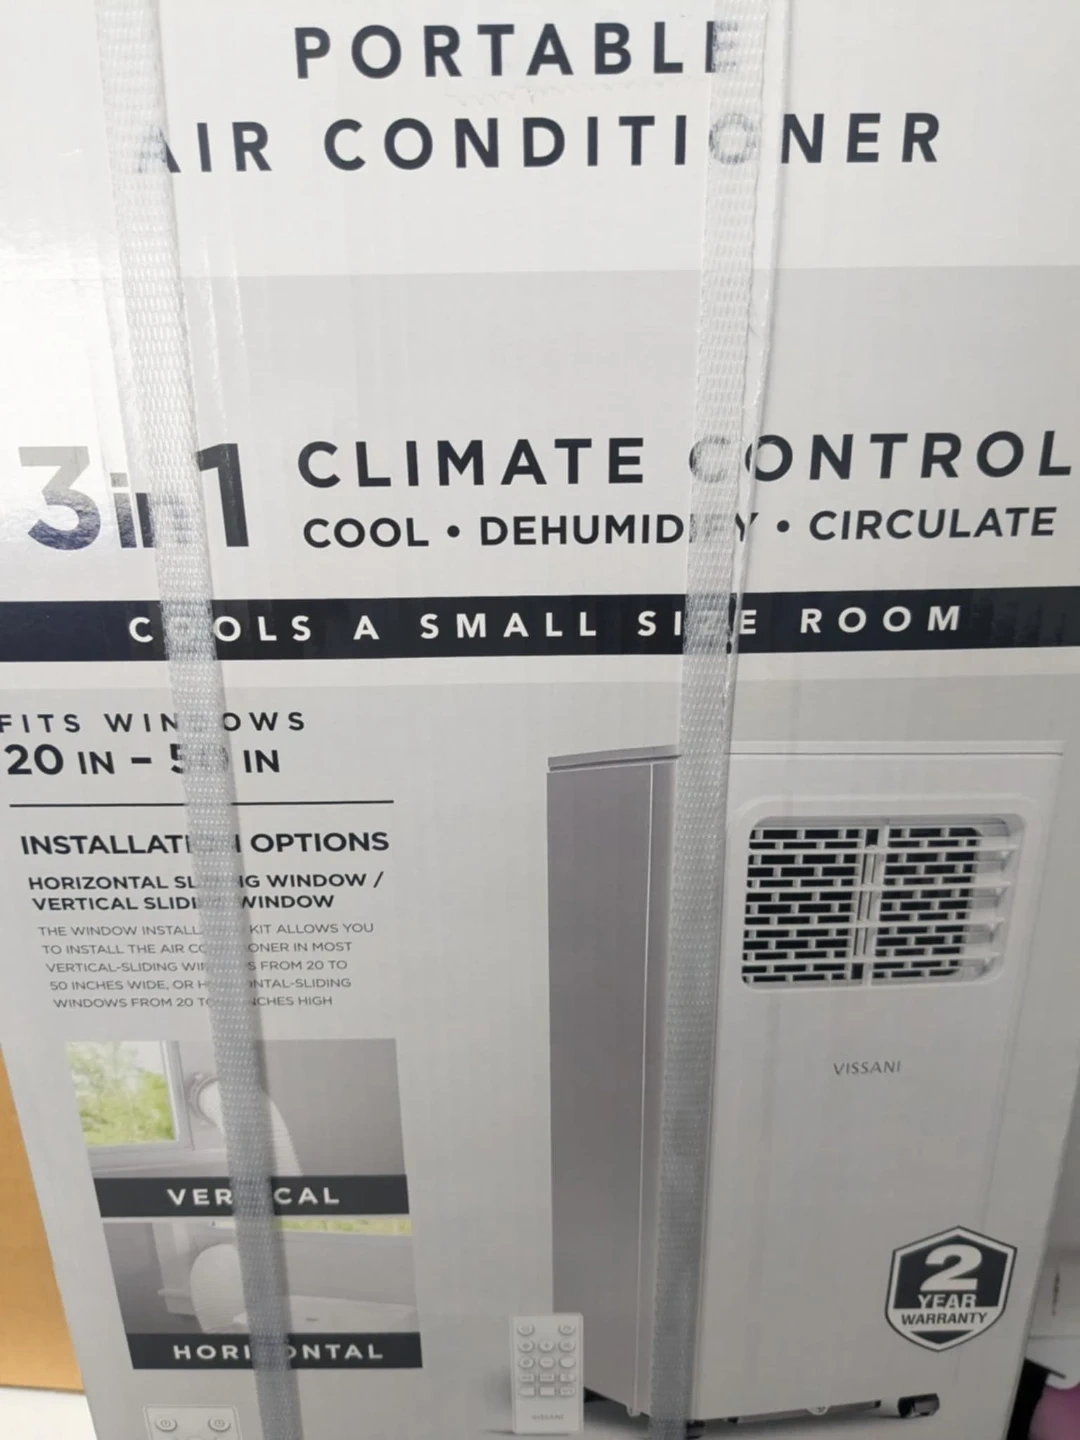 PORTABLE
AIR CONDITIONER
3in1
CLIMATE CONTROL
COOL • DEHUMIDIFY • CIRCULATE
COOLS A SMALL SIZE ROOM
FITS WINDOWS
20 IN – 50 IN
INSTALLATION OPTIONS
HORIZONTAL SLIDING WINDOW /
VERTICAL SLIDING WINDOW
THE WINDOW INSTALLATION KIT ALLOWS YOU
TO INSTALL THE AIR CONDITIONER IN MOST
VERTICAL-SLIDING WINDOWS FROM 20 TO
50 INCHES WIDE, OR HORIZONTAL-SLIDING
WINDOWS FROM 20 TO INCHES HIGH
VERTICAL
HORIZONTAL
VISSANI
2
YEAR
WARRANTY
VISSANI